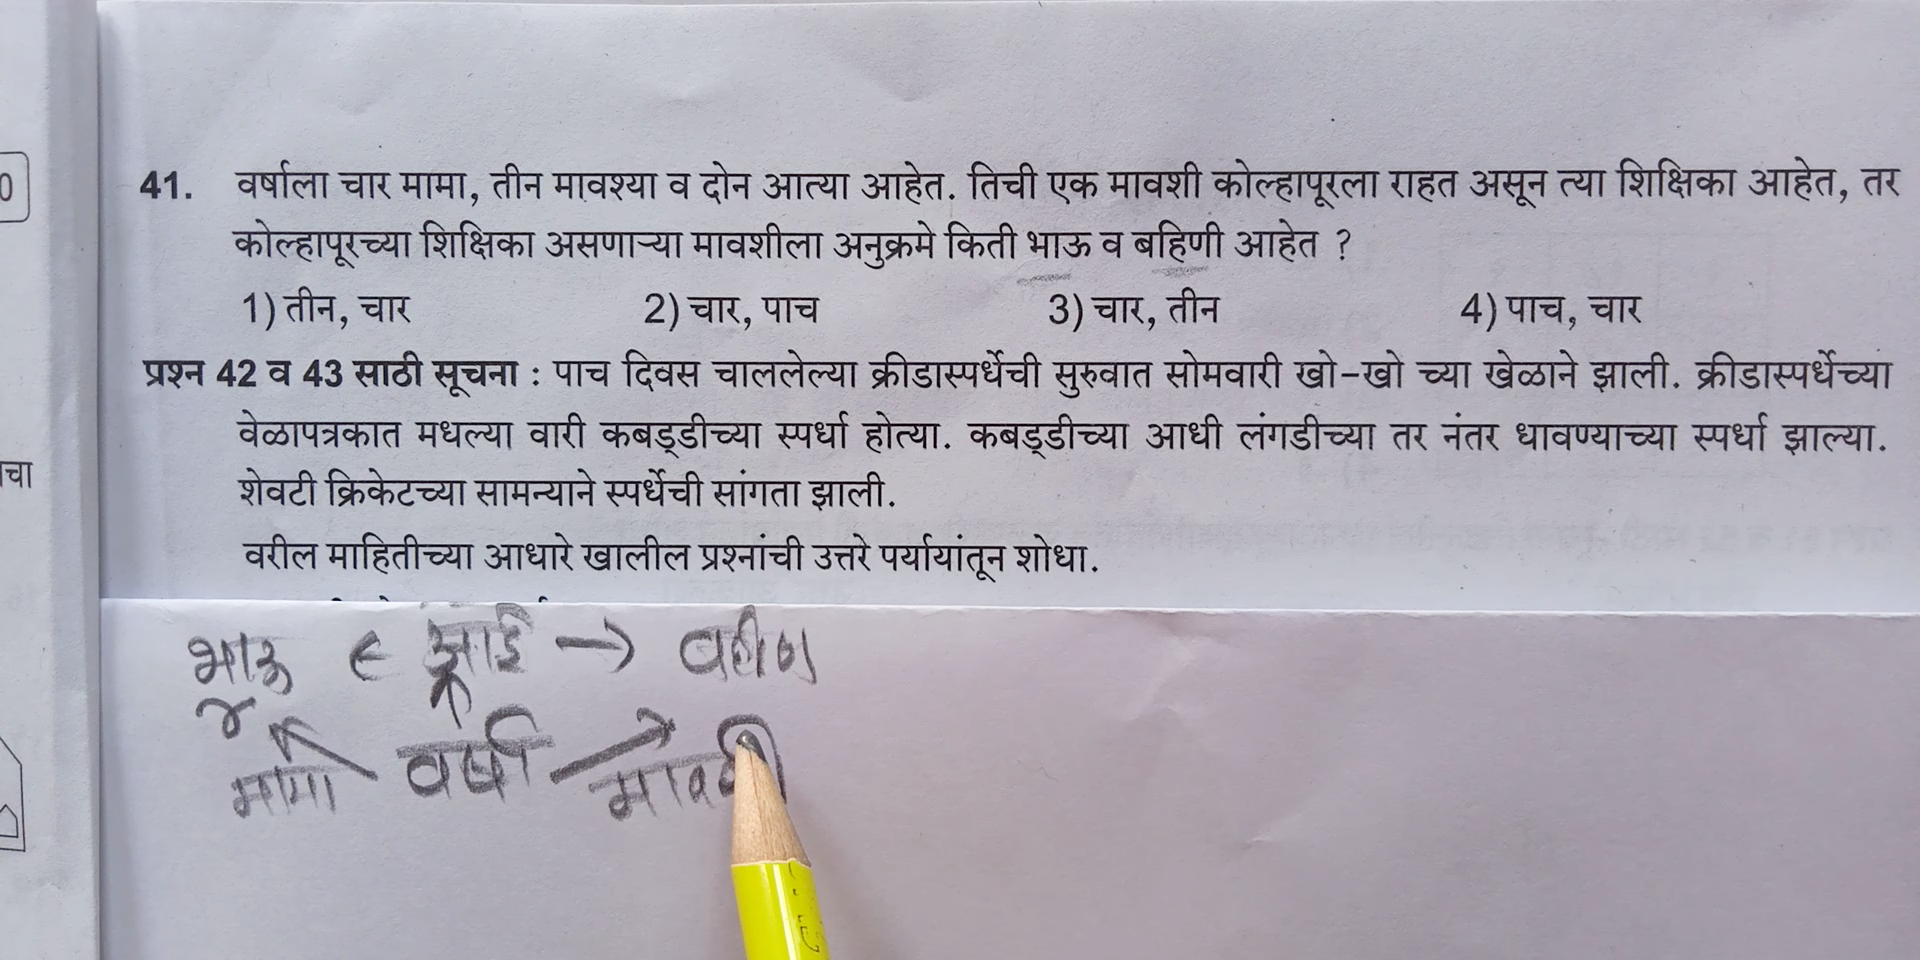 41. वर्षाला चार मामा, तीन मावश्या व दोन आत्या आहेत. तिची एक मावशी कोल्हापूरला राहत असून त्या शिक्षिका आहेत, तर
कोल्हापूरच्या शिक्षिका असणाऱ्या मावशीला अनुक्रमे किती भाऊ व बहिणी आहेत ?
1) तीन, चार 2) चार, पाच 3) चार, तीन 4) पाच, चार
प्रश्न 42 व 43 साठी सूचना : पाच दिवस चाललेल्या क्रीडास्पर्धेची सुरुवात सोमवारी खो-खो च्या खेळाने झाली. क्रीडास्पर्धेच्या
वेळापत्रकात मधल्या वारी कबड्डीच्या स्पर्धा होत्या. कबड्डीच्या आधी लंगडीच्या तर नंतर धावण्याच्या स्पर्धा झाल्या.
शेवटी क्रिकेटच्या सामन्याने स्पर्धेची सांगता झाली.
वरील माहितीच्या आधारे खालील प्रश्नांची उत्तरे पर्यायांतून शोधा.
0
चा
भाऊ ← आई → बहीण
४
मामा वर्षा